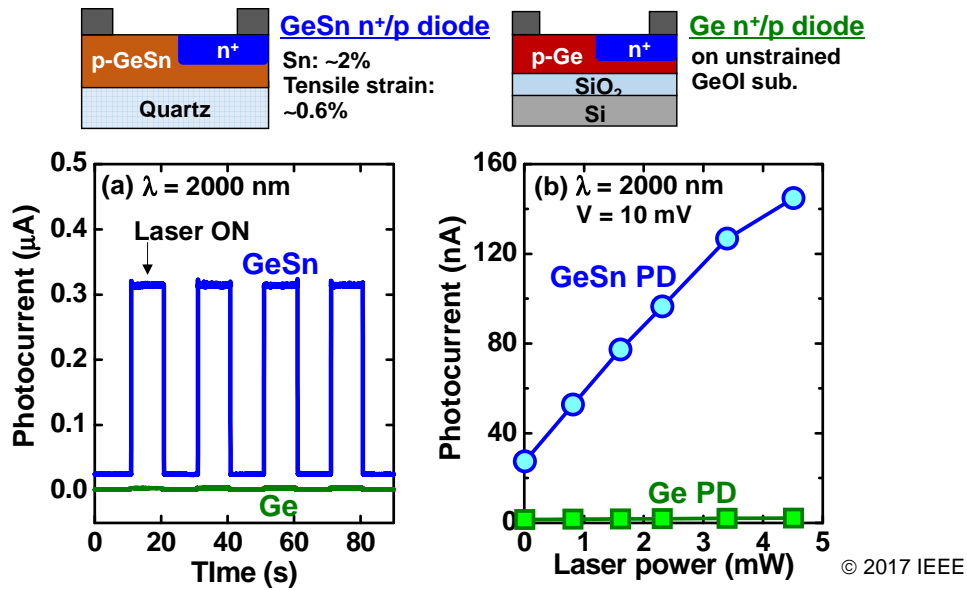 GeSn n⁺/p diode
Sn: ~2%
Tensile strain:
~0.6%
p-GeSn
n⁺
Quartz
Ge n⁺/p diode
on unstrained
GeOI sub.
p-Ge
n⁺
SiO₂
Si
(a) λ = 2000 nm
Laser ON
GeSn
Ge
Photocurrent (μA)
0.5
0.4
0.3
0.2
0.1
0.0
0 20 40 60 80
TIme (s)
(b) λ = 2000 nm
V = 10 mV
GeSn PD
Ge PD
Photocurrent (nA)
160
120
80
40
0
0 1 2 3 4 5
Laser power (mW)
© 2017 IEEE